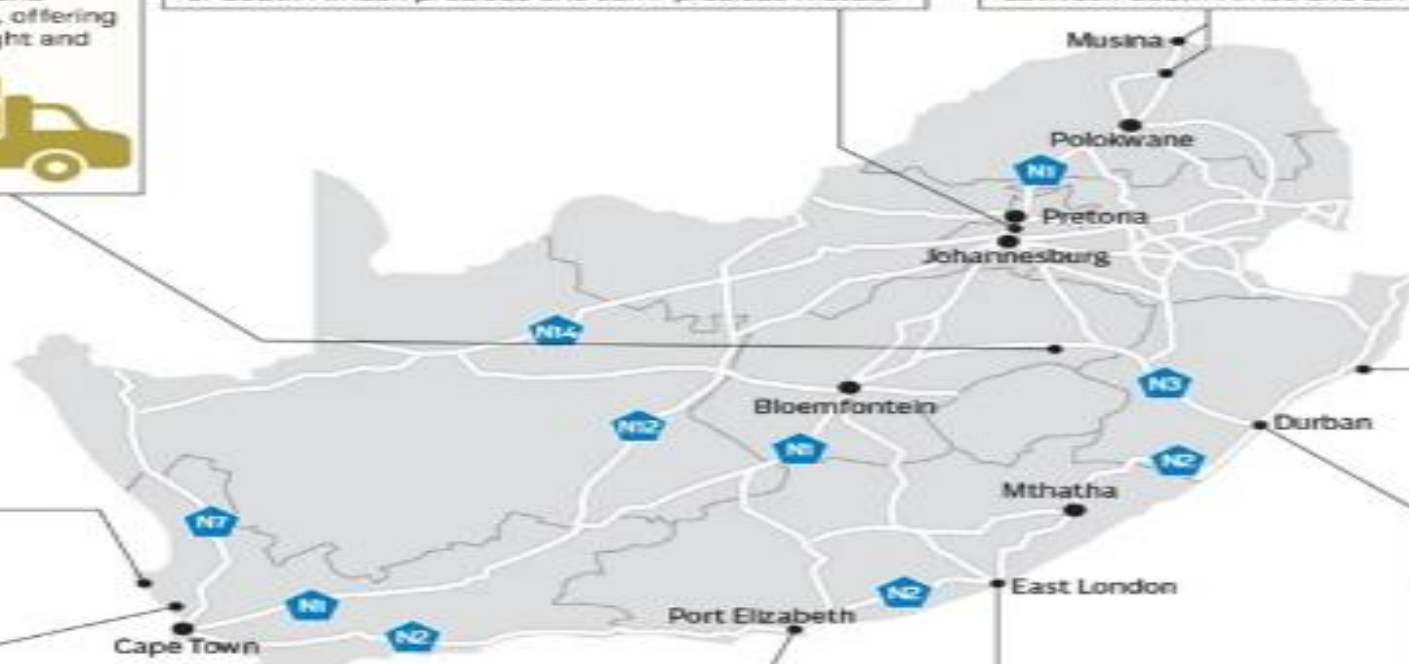 offering
ght and
Musina
Polokwane
N1
Pretoria
Johannesburg
N14
N3
Bloemfontein
N12
Durban
N1
N2
Mthatha
N7
East London
N2
N1
Port Elizabeth
N2
Cape Town